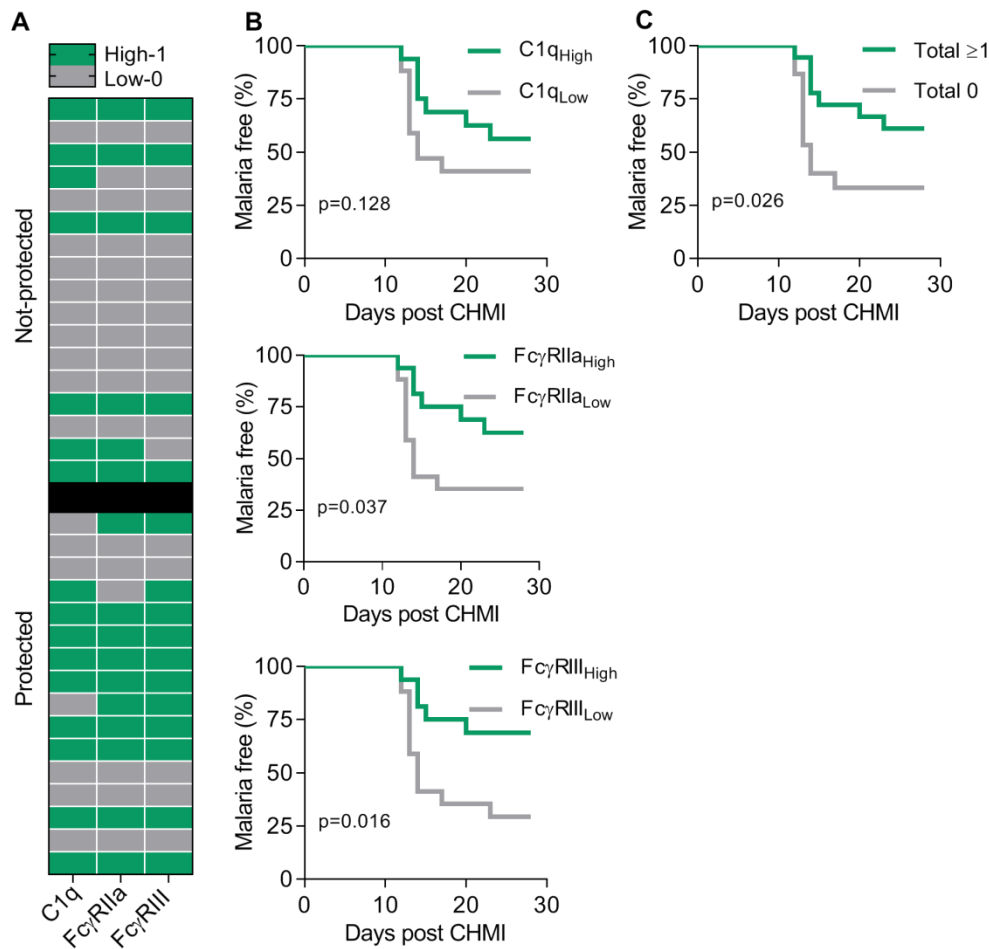 A
High-1
Low-0
Not-protected
Protected
C1q
FcγRIIa
FcγRIII
B
100
75
50
25
0
Malaria free (%)
C1qHigh
C1qLow
p=0.128
0
10
20
30
Days post CHMI
100
75
50
25
0
Malaria free (%)
FcγRIIaHigh
FcγRIIaLow
p=0.037
0
10
20
30
Days post CHMI
100
75
50
25
0
Malaria free (%)
FcγRIIIHigh
FcγRIIILow
p=0.016
0
10
20
30
Days post CHMI
C
100
75
50
25
0
Malaria free (%)
Total ≥1
Total 0
p=0.026
0
10
20
30
Days post CHMI